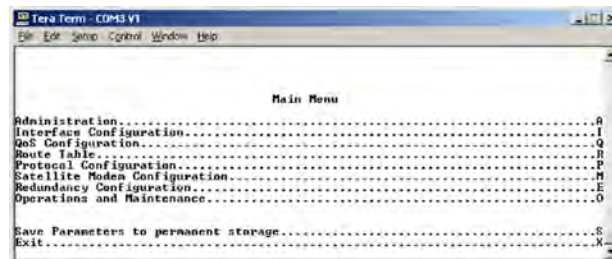 Tera Term - COM3 VT
File Edit Setup Control Window Help
Main Menu
Administration..........................................................................A
Interface Configuration.................................................................I
QoS Configuration.......................................................................Q
Route Table.............................................................................R
Protocol Configuration..................................................................P
Satellite Modem Configuration...........................................................M
Redundancy Configuration................................................................E
Operations and Maintenance..............................................................O
Save Parameters to permanent storage....................................................S
Exit....................................................................................X